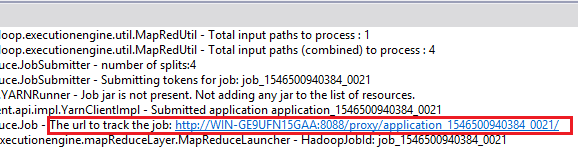 loop.executionengine.util.MapRedUtil - Total input paths to process : 1
loop.executionengine.util.MapRedUtil - Total input paths (combined) to process : 4
uce.JobSubmitter - number of splits:4
uce.JobSubmitter - Submitting tokens for job: job_1546500940384_0021
.YARNRunner - Job jar is not present. Not adding any jar to the list of resources.
ent.api.impl.YarnClientImpl - Submitted application application_1546500940384_0021
uce.Job - The url to track the job: http://WIN-GE9UFN15GAA:8088/proxy/application_1546500940384_0021/
executionengine.mapReduceLayer.MapReduceLauncher - HadoopJobId: job_1546500940384_0021